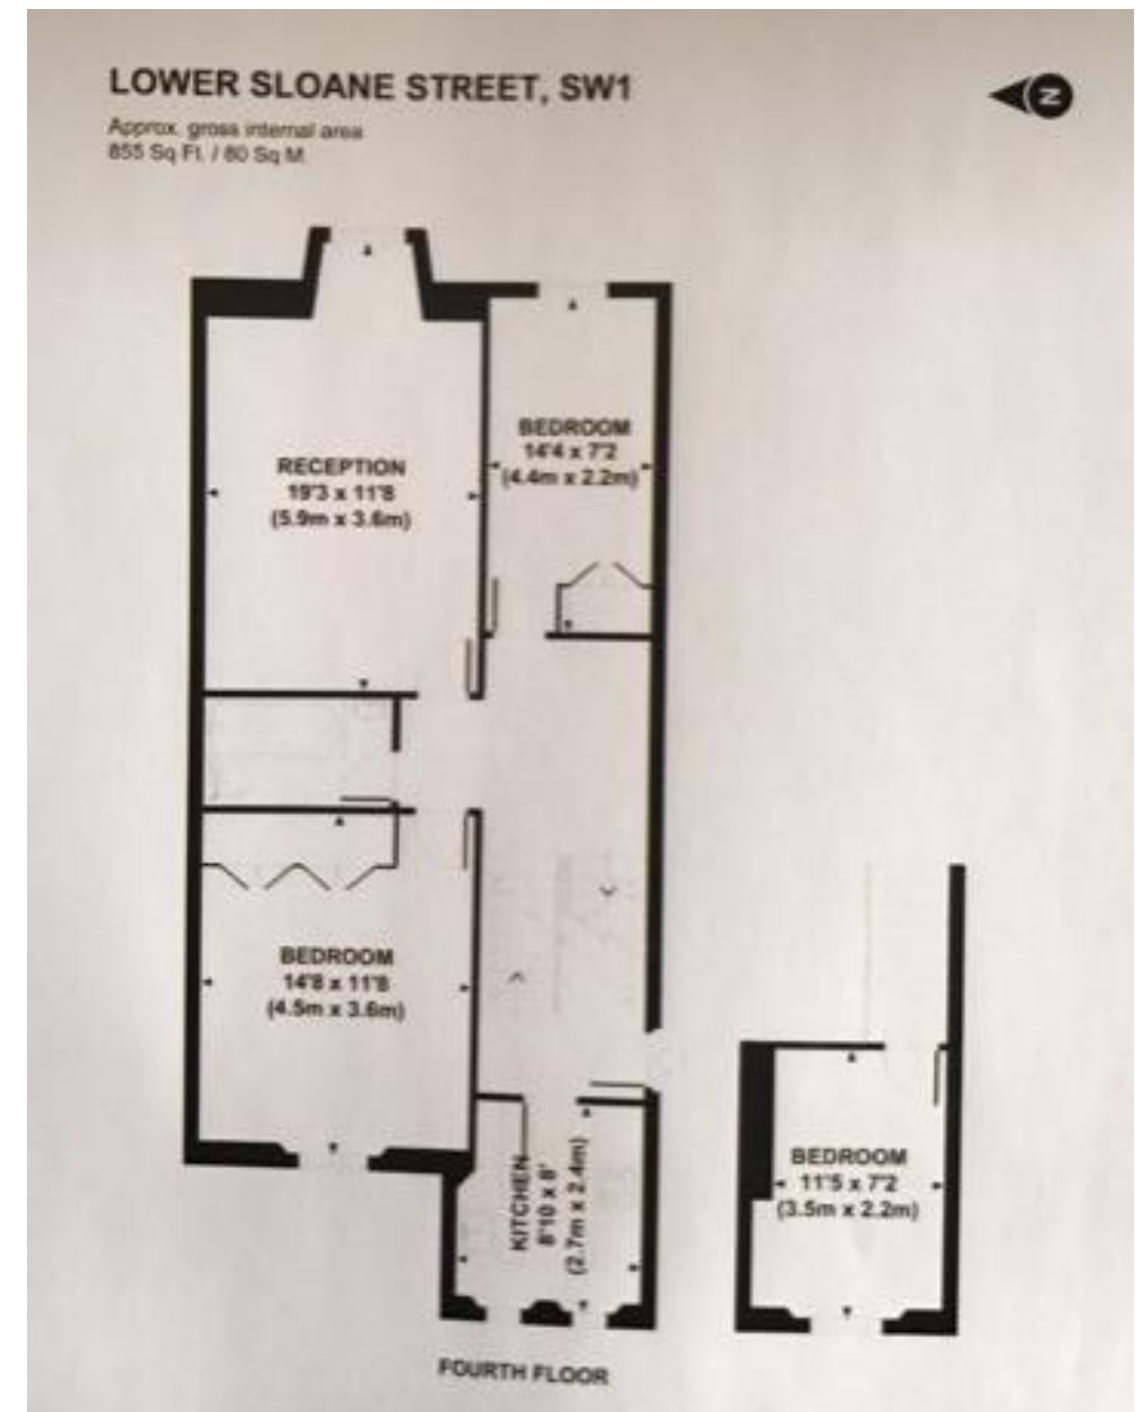 LOWER SLOANE STREET, SW1
N
Approx. gross internal area
855 Sq Ft. / 80 Sq M.
BEDROOM
14'4 x 7'2
(4.4m x 2.2m)
RECEPTION
19'3 x 11'8
(5.9m x 3.6m)
BEDROOM
14'8 x 11'8
(4.5m x 3.6m)
KITCHEN
8'10 x 8'
(2.7m x 2.4m)
BEDROOM
11'5 x 7'2
(3.5m x 2.2m)
FOURTH FLOOR